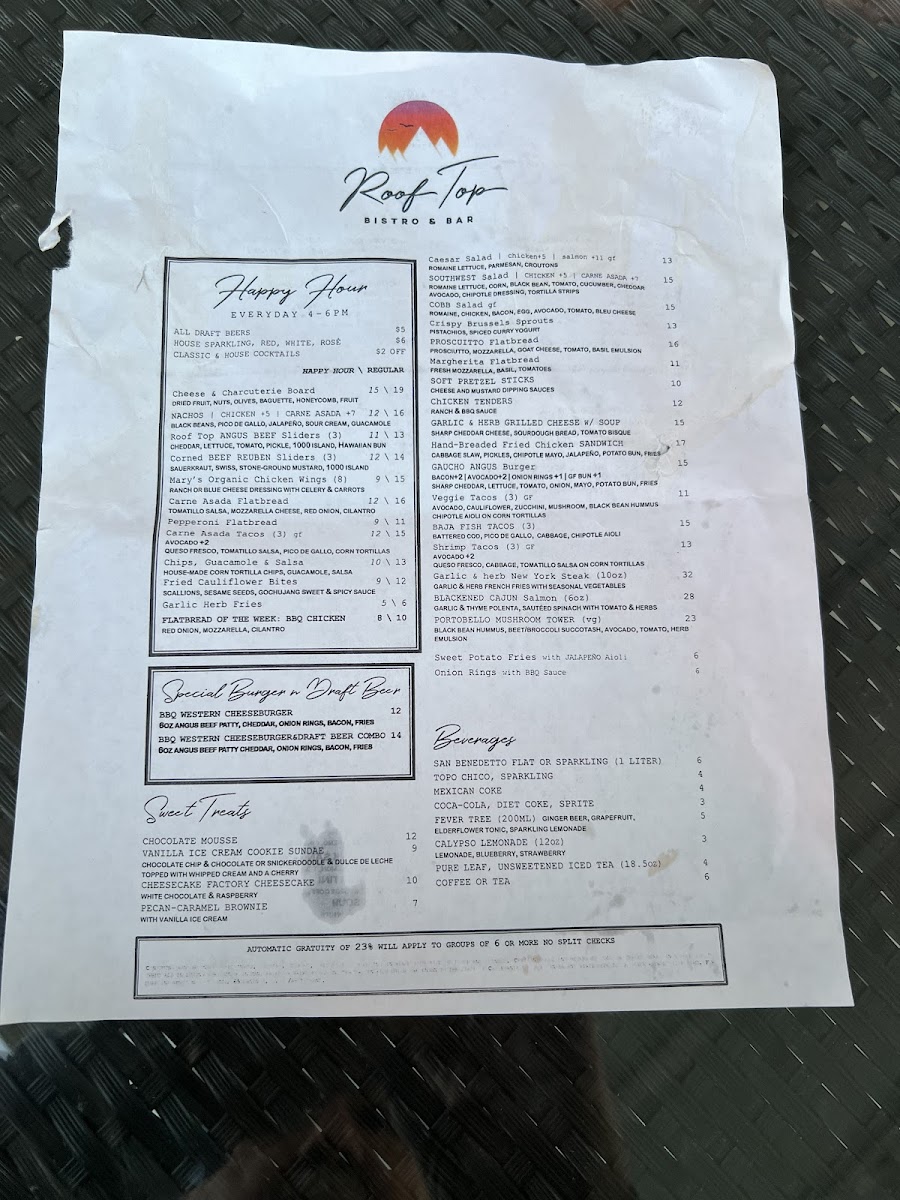 Roof Top
BISTRO & BAR
Happy Hour
EVERYDAY 4-6PM
ALL DRAFT BEERS $5
HOUSE SPARKLING, RED, WHITE, ROSÉ $6
CLASSIC & HOUSE COCKTAILS $2 OFF
HAPPY HOUR \ REGULAR
Cheese & Charcuterie Board 15 \ 19
DRIED FRUIT, NUTS, OLIVES, BAGUETTE, HONEYCOMB, FRUIT
NACHOS | CHICKEN +5 | CARNE ASADA +7 12 \ 16
BLACK BEANS, PICO DE GALLO, JALAPEÑO, SOUR CREAM, GUACAMOLE
Roof Top ANGUS BEEF Sliders (3) 11 \ 13
CHEDDAR, LETTUCE, TOMATO, PICKLE, 1000 ISLAND, HAWAIIAN BUN
Corned BEEF REUBEN Sliders (3) 12 \ 14
SAUERKRAUT, SWISS, STONE-GROUND MUSTARD, 1000 ISLAND
Mary's Organic Chicken Wings (8) 9 \ 15
RANCH OR BLUE CHEESE DRESSING WITH CELERY & CARROTS
Carne Asada Flatbread 12 \ 16
TOMATILLO SALSA, MOZZARELLA CHEESE, RED ONION, CILANTRO
Pepperoni Flatbread 9 \ 11
Carne Asada Tacos (3) gf 12 \ 15
AVOCADO +2
QUESO FRESCO, TOMATILLO SALSA, PICO DE GALLO, CORN TORTILLAS
Chips, Guacamole & Salsa 10 \ 13
HOUSE-MADE CORN TORTILLA CHIPS, GUACAMOLE, SALSA
Fried Cauliflower Bites 9 \ 12
SCALLIONS, SESAME SEEDS, GOCHUJANG SWEET & SPICY SAUCE
Garlic Herb Fries 5 \ 6
FLATBREAD OF THE WEEK: BBQ CHICKEN 8 \ 10
RED ONION, MOZZARELLA, CILANTRO
Special Burger n Draft Beer
BBQ WESTERN CHEESEBURGER 12
6OZ ANGUS BEEF PATTY, CHEDDAR, ONION RINGS, BACON, FRIES
BBQ WESTERN CHEESEBURGER&DRAFT BEER COMBO 14
6OZ ANGUS BEEF PATTY CHEDDAR, ONION RINGS, BACON, FRIES
Sweet Treats
CHOCOLATE MOUSSE 12
VANILLA ICE CREAM COOKIE SUNDAE 9
CHOCOLATE CHIP & CHOCOLATE OR SNICKERDOODLE & DULCE DE LECHE
TOPPED WITH WHIPPED CREAM AND A CHERRY
CHEESECAKE FACTORY CHEESECAKE 10
WHITE CHOCOLATE & RASPBERRY
PECAN-CARAMEL BROWNIE 7
WITH VANILLA ICE CREAM
Caesar Salad | chicken+5 | salmon +11 gf 13
ROMAINE LETTUCE, PARMESAN, CROUTONS
SOUTHWEST Salad | CHICKEN +5 | CARNE ASADA +7 15
ROMAINE LETTUCE, CORN, BLACK BEAN, TOMATO, CUCUMBER, CHEDDAR
AVOCADO, CHIPOTLE DRESSING, TORTILLA STRIPS
COBB Salad gf 15
ROMAINE, CHICKEN, BACON, EGG, AVOCADO, TOMATO, BLEU CHEESE
Crispy Brussels Sprouts 13
PISTACHIOS, SPICED CURRY YOGURT
PROSCUITTO Flatbread 16
PROSCIUTTO, MOZZARELLA, GOAT CHEESE, TOMATO, BASIL EMULSION
Margherita Flatbread 11
FRESH MOZZARELLA, BASIL, TOMATOES
SOFT PRETZEL STICKS 10
CHEESE AND MUSTARD DIPPING SAUCES
CHICKEN TENDERS 12
RANCH & BBQ SAUCE
GARLIC & HERB GRILLED CHEESE W/ SOUP 15
SHARP CHEDDAR CHEESE, SOURDOUGH BREAD, TOMATO BISQUE
Hand-Breaded Fried Chicken SANDWICH 17
CABBAGE SLAW, PICKLES, CHIPOTLE MAYO, JALAPEÑO, POTATO BUN, FRIES
GAUCHO ANGUS Burger 15
BACON+2 | AVOCADO+2 | ONION RINGS +1 | GF BUN +1
SHARP CHEDDAR, LETTUCE, TOMATO, ONION, MAYO, POTATO BUN, FRIES
Veggie Tacos (3) GF 11
AVOCADO, CAULIFLOWER, ZUCCHINI, MUSHROOM, BLACK BEAN HUMMUS
CHIPOTLE AIOLI ON CORN TORTILLAS
BAJA FISH TACOS (3) 15
BATTERED COD, PICO DE GALLO, CABBAGE, CHIPOTLE AIOLI
Shrimp Tacos (3) GF 13
AVOCADO +2
QUESO FRESCO, CABBAGE, TOMATILLO SALSA ON CORN TORTILLAS
Garlic & herb New York Steak (10oz) 32
GARLIC & HERB FRENCH FRIES WITH SEASONAL VEGETABLES
BLACKENED CAJUN Salmon (6oz) 28
GARLIC & THYME POLENTA, SAUTÉED SPINACH WITH TOMATO & HERBS
PORTOBELLO MUSHROOM TOWER (vg) 23
BLACK BEAN HUMMUS, BEET/BROCCOLI SUCCOTASH, AVOCADO, TOMATO, HERB
EMULSION
Sweet Potato Fries with JALAPEÑO Aioli 6
Onion Rings with BBQ Sauce 6
Beverages
SAN BENEDETTO FLAT OR SPARKLING (1 LITER) 6
TOPO CHICO, SPARKLING 4
MEXICAN COKE 4
COCA-COLA, DIET COKE, SPRITE 3
FEVER TREE (200ML) GINGER BEER, GRAPEFRUIT, 5
ELDERFLOWER TONIC, SPARKLING LEMONADE
CALYPSO LEMONADE (12oz) 3
LEMONADE, BLUEBERRY, STRAWBERRY
PURE LEAF, UNSWEETENED ICED TEA (18.5oz) 4
COFFEE OR TEA 6
AUTOMATIC GRATUITY OF 23% WILL APPLY TO GROUPS OF 6 OR MORE NO SPLIT CHECKS